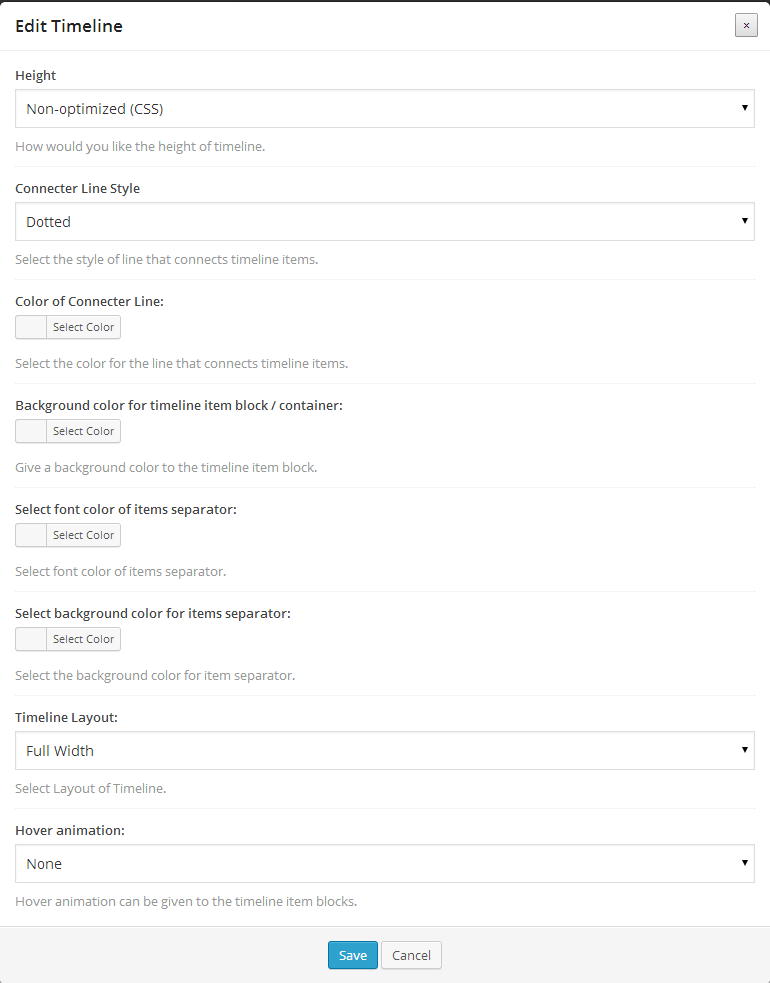 Edit Timeline
×
Height
Non-optimized (CSS)
How would you like the height of timeline.
Connecter Line Style
Dotted
Select the style of line that connects timeline items.
Color of Connecter Line:
Select Color
Select the color for the line that connects timeline items.
Background color for timeline item block / container:
Select Color
Give a background color to the timeline item block.
Select font color of items separator:
Select Color
Select font color of items separator.
Select background color for items separator:
Select Color
Select the background color for item separator.
Timeline Layout:
Full Width
Select Layout of Timeline.
Hover animation:
None
Hover animation can be given to the timeline item blocks.
Save Cancel